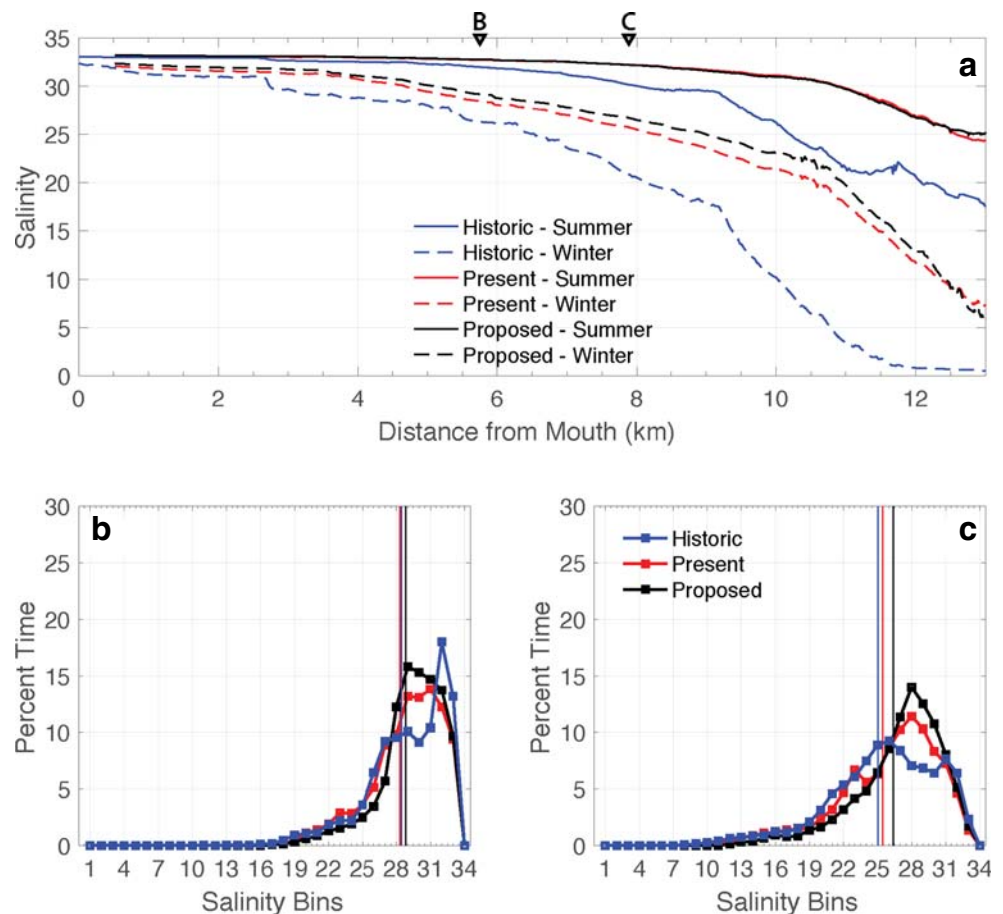 B C
35
30
25
20
15
10
5
0
Salinity
a
Historic - Summer
Historic - Winter
Present - Summer
Present - Winter
Proposed - Summer
Proposed - Winter
0 2 4 6 8 10 12
Distance from Mouth (km)
30
25
20
15
10
5
0
Percent Time
b
1 4 7 10 13 16 19 22 25 28 31 34
Salinity Bins
30
25
20
15
10
5
0
Percent Time
c
Historic
Present
Proposed
1 4 7 10 13 16 19 22 25 28 31 34
Salinity Bins